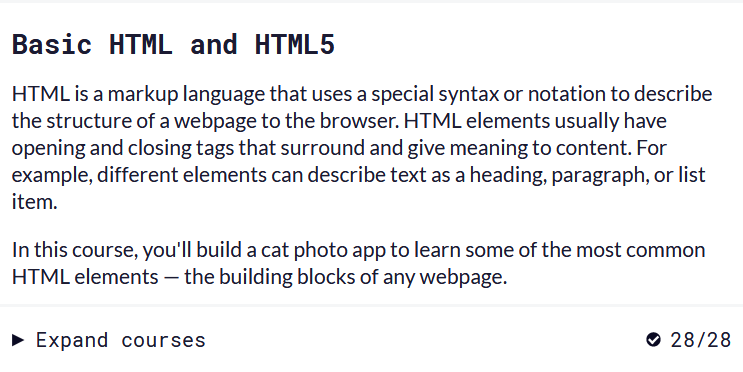 Basic HTML and HTML5
HTML is a markup language that uses a special syntax or notation to describe
the structure of a webpage to the browser. HTML elements usually have
opening and closing tags that surround and give meaning to content. For
example, different elements can describe text as a heading, paragraph, or list
item.
In this course, you'll build a cat photo app to learn some of the most common
HTML elements — the building blocks of any webpage.
Expand courses 28/28